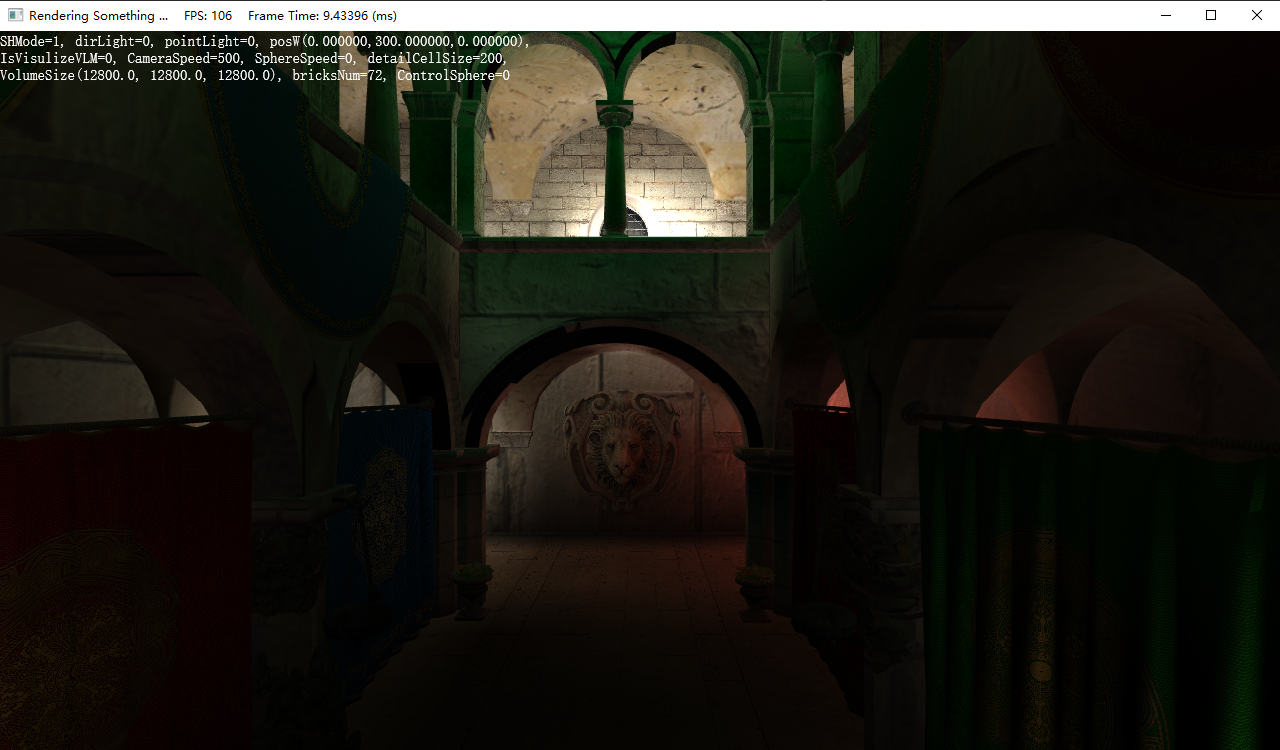 Rendering Something ... FPS: 106 Frame Time: 9.43396 (ms)
SHMode=1, dirLight=0, pointLight=0, posW(0.000000,300.000000,0.000000),
IsVisulizeVLM=0, CameraSpeed=500, SphereSpeed=0, detailCellSize=200,
VolumeSize(12800.0, 12800.0, 12800.0), bricksNum=72, ControlSphere=0